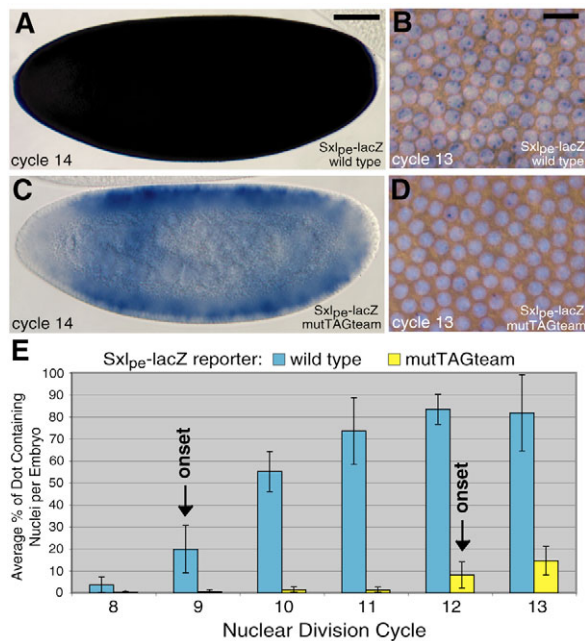 A
cycle 14
Sxlpe-lacZ
wild type
B
cycle 13
Sxlpe-lacZ
wild type
C
cycle 14
Sxlpe-lacZ
mutTAGteam
D
cycle 13
Sxlpe-lacZ
mutTAGteam
E
Sxlpe-lacZ reporter: wild type mutTAGteam
Average % of Dot Containing
Nuclei per Embryo
100
90
80
70
60
50
40
30
20
10
0
onset
onset
8 9 10 11 12 13
Nuclear Division Cycle